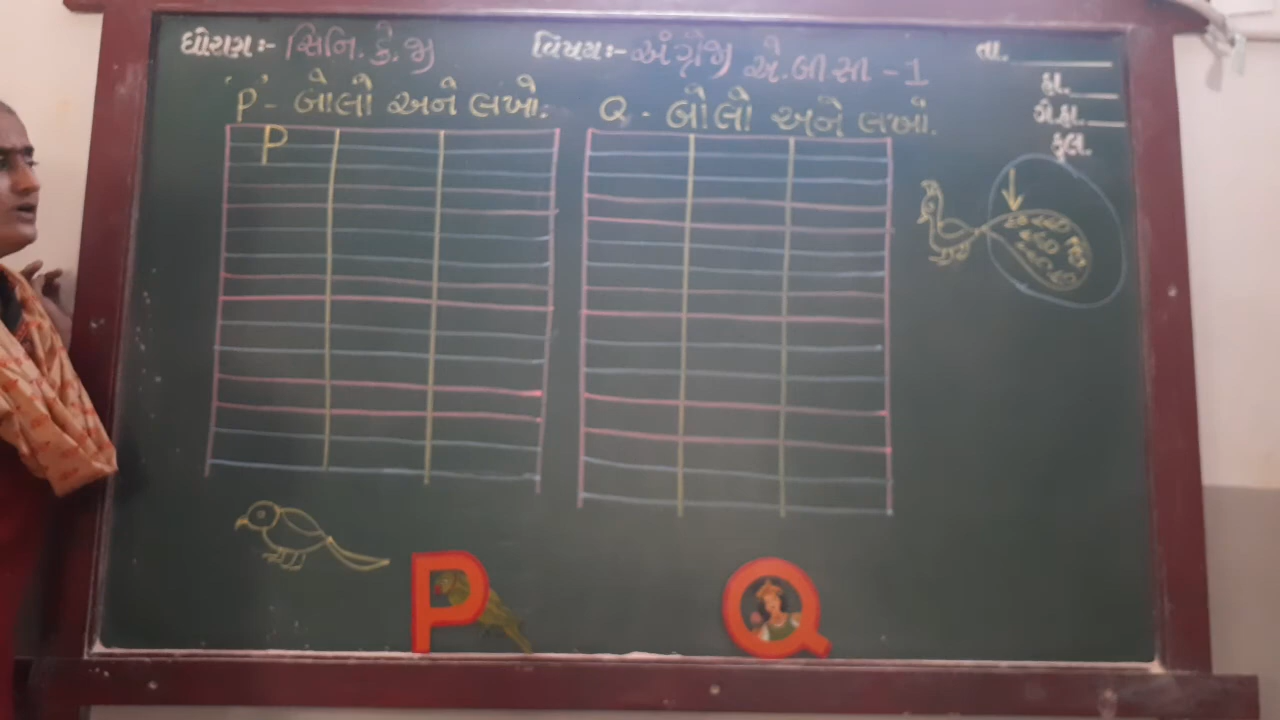 ધોરણઃ- સિનિ. કે. જી વિષયઃ- અંગ્રેજી એ.બી.સી - 1 તા.
હા.
ગે.હા.
કુલ.
P - બોલો અને લખો. Q - બોલો અને લખો.
P
P Q